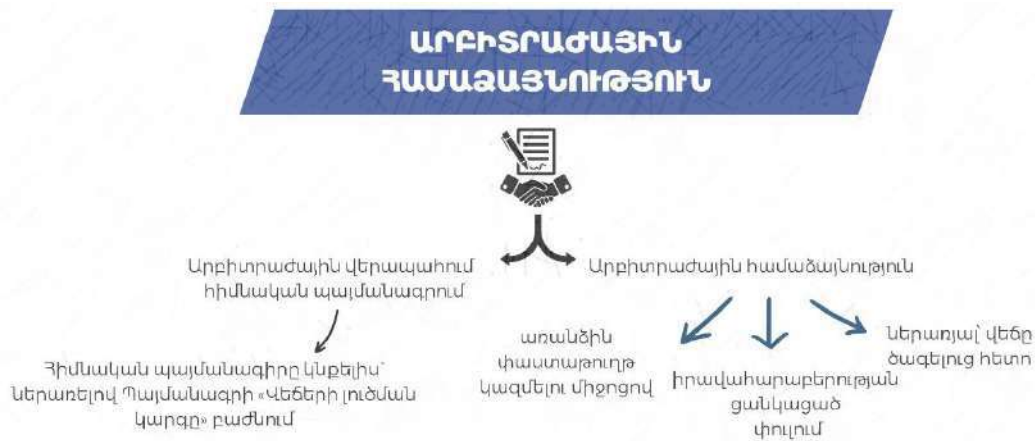 ԱՐԲԻՏՐԱԺԱՅԻՆ
ՀԱՄԱՁԱՅՆՈՒԹՅՈՒՆ
Արբիտրաժային վերապահում
հիմնական պայմանագրում
Արբիտրաժային համաձայնություն
Հիմնական պայմանագիրը կնքելիս՝
ներառելով Պայմանագրի «Վեճերի լուծման
կարգը» բաժնում
առանձին
փաստաթուղթ
կազմելու միջոցով
իրավահարաբերության
ցանկացած
փուլում
ներառյալ՝ վեճը
ծագելուց հետո